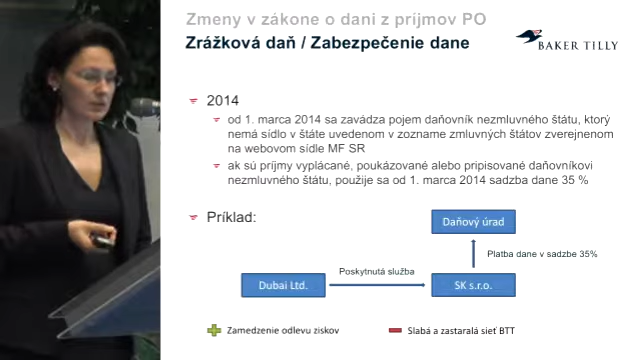 Zmeny v zákone o dani z príjmov PO
Zrážková daň / Zabezpečenie dane
BAKER TILLY
2014
od 1. marca 2014 sa zavádza pojem daňovník nezmluvného štátu, ktorý
nemá sídlo v štáte uvedenom v zozname zmluvných štátov zverejnenom
na webovom sídle MF SR
ak sú príjmy vyplácané, poukázované alebo pripisované daňovníkovi
nezmluvného štátu, použije sa od 1. marca 2014 sadzba dane 35 %
Príklad:
Daňový úrad
Platba dane v sadzbe 35%
Poskytnutá služba
Dubai Ltd.
SK s.r.o.
Zamedzenie odlevu ziskov
Slabá a zastaralá sieť BTT